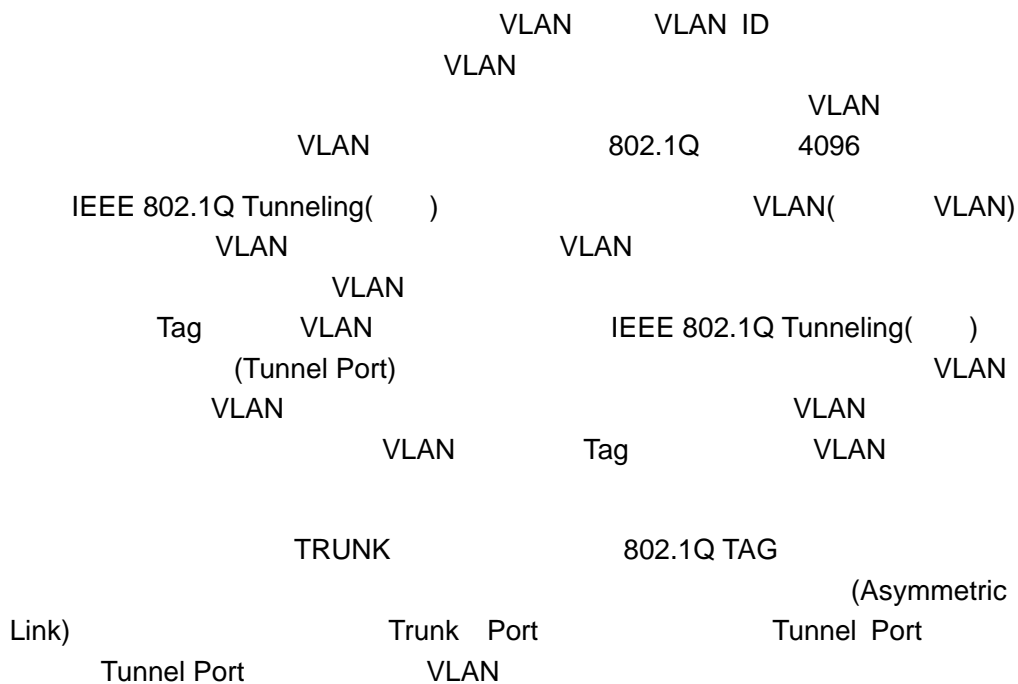 VLAN VLAN ID
VLAN
VLAN
VLAN 802.1Q 4096
IEEE 802.1Q Tunneling( ) VLAN( VLAN)
VLAN VLAN
VLAN
Tag VLAN IEEE 802.1Q Tunneling( )
(Tunnel Port) VLAN
VLAN VLAN
VLAN Tag VLAN
TRUNK 802.1Q TAG
(Asymmetric
Link) Trunk Port Tunnel Port
Tunnel Port VLAN